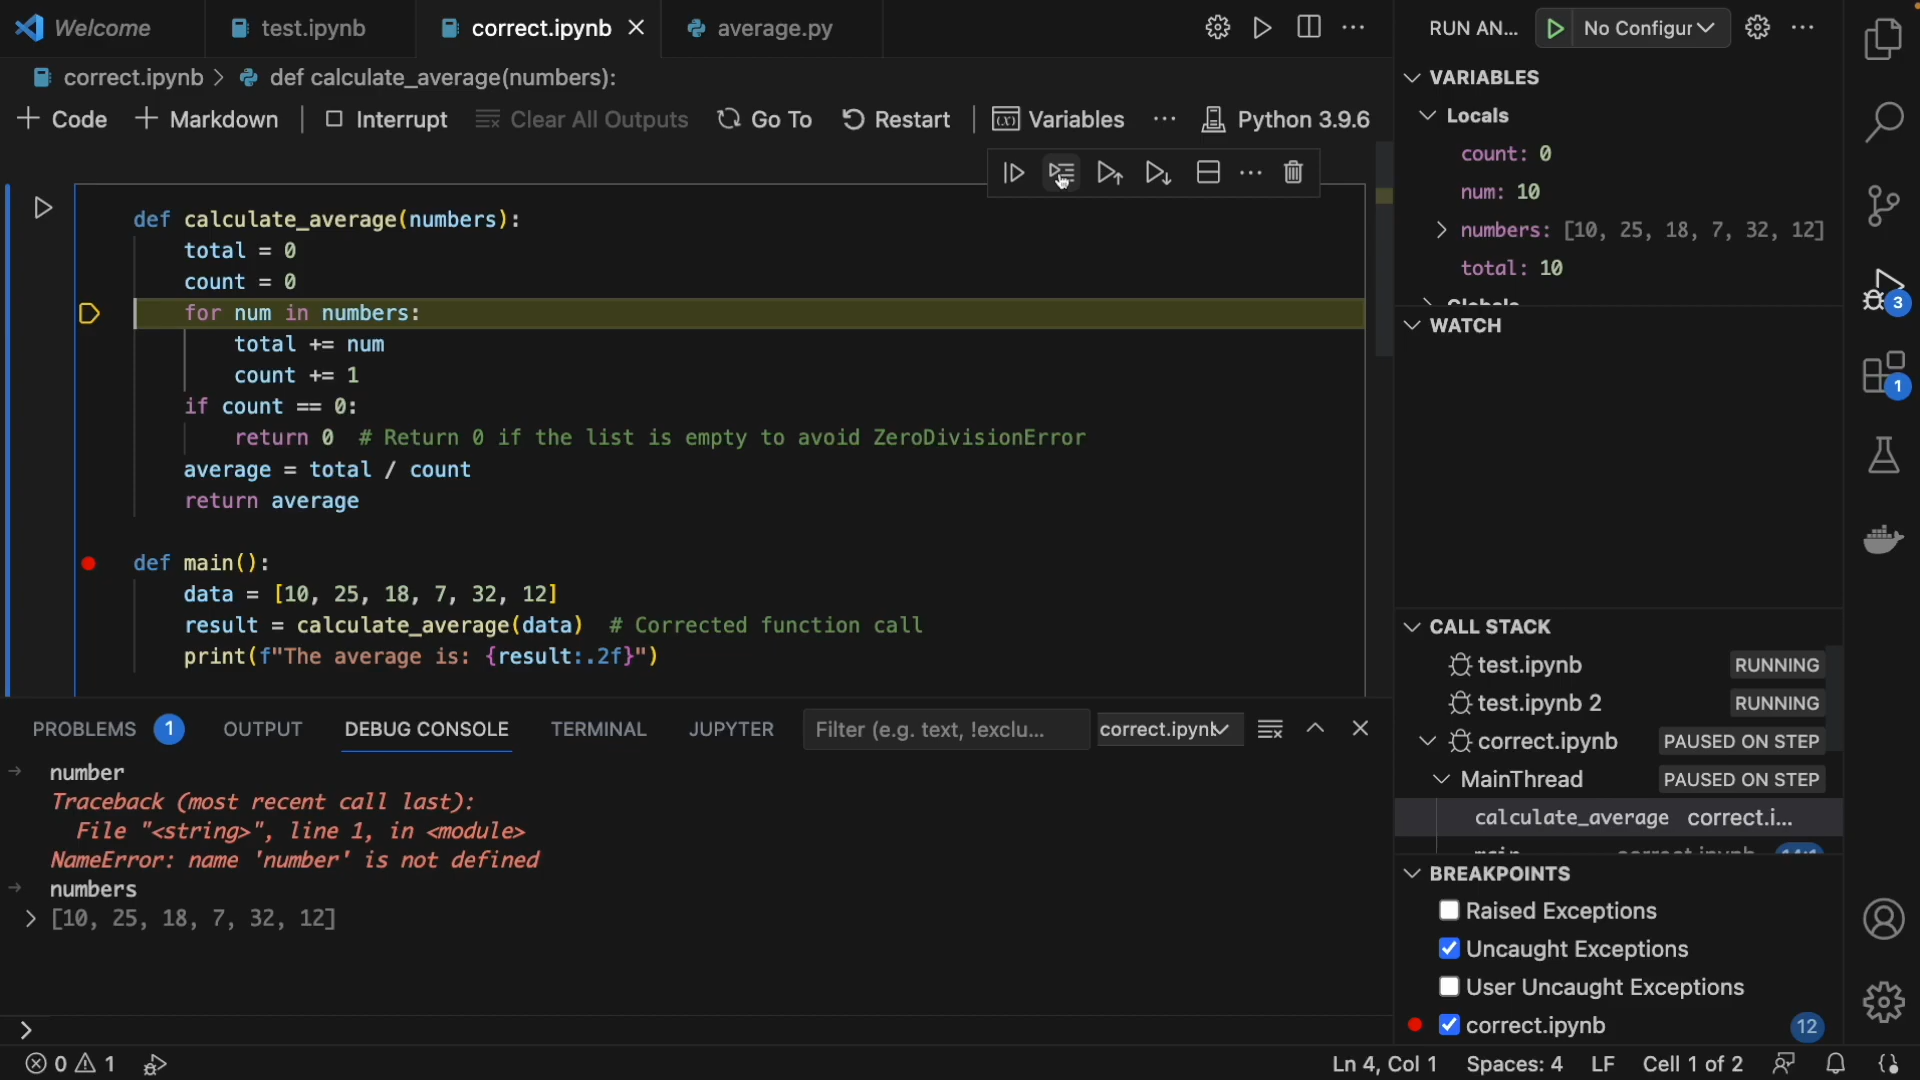 Welcome
test.ipynb
correct.ipynb
average.py
correct.ipynb > def calculate_average(numbers):
+ Code + Markdown Interrupt Clear All Outputs Go To Restart Variables ... Python 3.9.6
def calculate_average(numbers):
total = 0
count = 0
for num in numbers:
total += num
count += 1
if count == 0:
return 0 # Return 0 if the list is empty to avoid ZeroDivisionError
average = total / count
return average
def main():
data = [10, 25, 18, 7, 32, 12]
result = calculate_average(data) # Corrected function call
print(f"The average is: {result:.2f}")
PROBLEMS 1 OUTPUT DEBUG CONSOLE TERMINAL JUPYTER Filter (e.g. text, !exclu... correct.ipynb
number
Traceback (most recent call last):
File "<string>", line 1, in <module>
NameError: name 'number' is not defined
numbers
> [10, 25, 18, 7, 32, 12]
>
RUN AN... No Configur
VARIABLES
Locals
count: 0
num: 10
numbers: [10, 25, 18, 7, 32, 12]
total: 10
Globals
WATCH
CALL STACK
test.ipynb RUNNING
test.ipynb 2 RUNNING
correct.ipynb PAUSED ON STEP
MainThread PAUSED ON STEP
calculate_average correct.i...
main correct.ipynb 14:1
BREAKPOINTS
Raised Exceptions
Uncaught Exceptions
User Uncaught Exceptions
correct.ipynb 12
3
1
0 1
Ln 4, Col 1 Spaces: 4 LF Cell 1 of 2